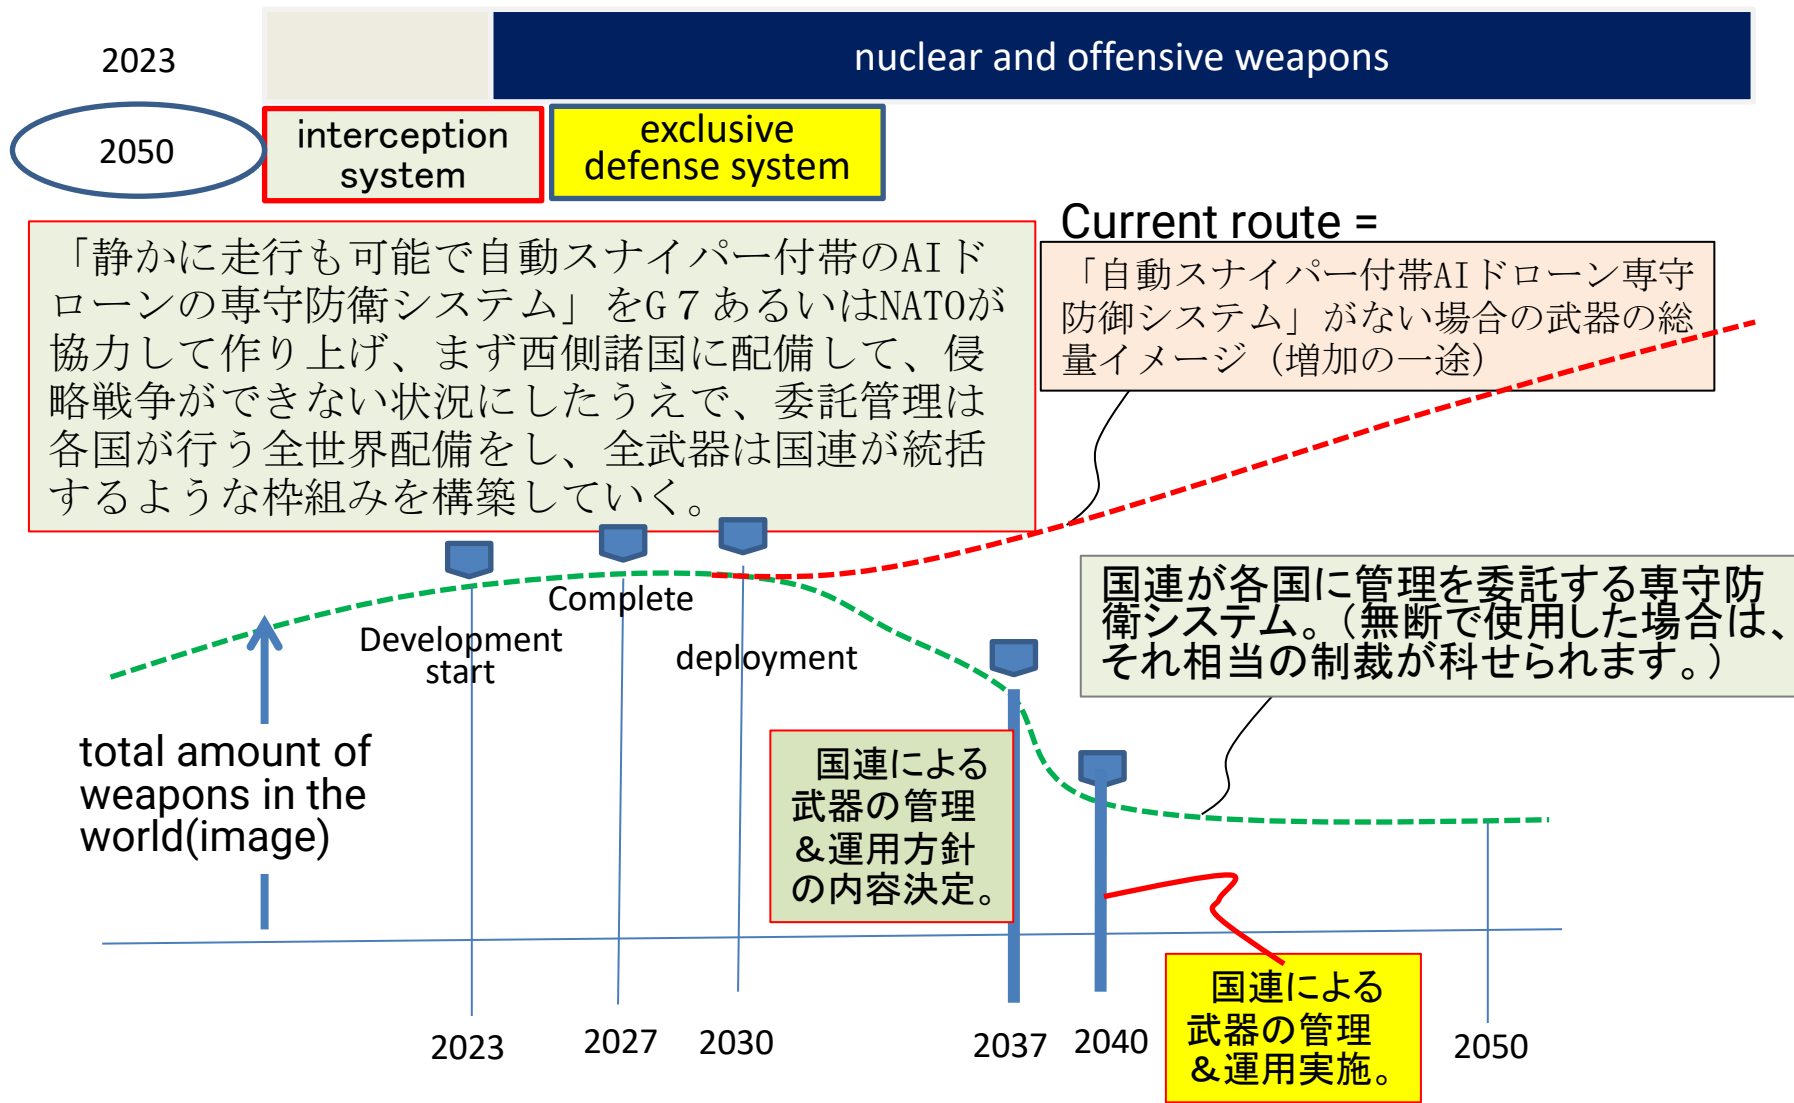 2023
nuclear and offensive weapons
2050
interception
system
exclusive
defense system
「静かに走行も可能で自動スナイパー付帯のAIド
ローンの専守防衛システム」をG７あるいはNATOが
協力して作り上げ、まず西側諸国に配備して、侵
略戦争ができない状況にしたうえで、委託管理は
各国が行う全世界配備をし、全武器は国連が統括
するような枠組みを構築していく。
Current route =
「自動スナイパー付帯AIドローン専守
防御システム」がない場合の武器の総
量イメージ（増加の一途）
Complete
Development
start
deployment
国連が各国に管理を委託する専守防
衛システム。（無断で使用した場合は、
それ相当の制裁が科せられます。）
total amount of
weapons in the
world(image)
国連による
武器の管理
＆運用方針
の内容決定。
国連による
武器の管理
＆運用実施。
2023
2027
2030
2037
2040
2050